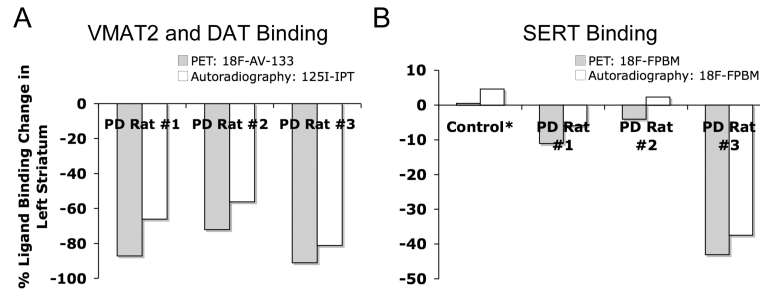 A
VMAT2 and DAT Binding
PET: 18F-AV-133
Autoradiography: 125I-IPT
% Ligand Binding Change in
Left Striatum
0
-20
-40
-60
-80
-100
PD Rat #1
PD Rat #2
PD Rat #3
B
SERT Binding
PET: 18F-FPBM
Autoradiography: 18F-FPBM
10
0
-10
-20
-30
-40
-50
Control*
PD Rat
#1
PD Rat
#2
PD Rat
#3